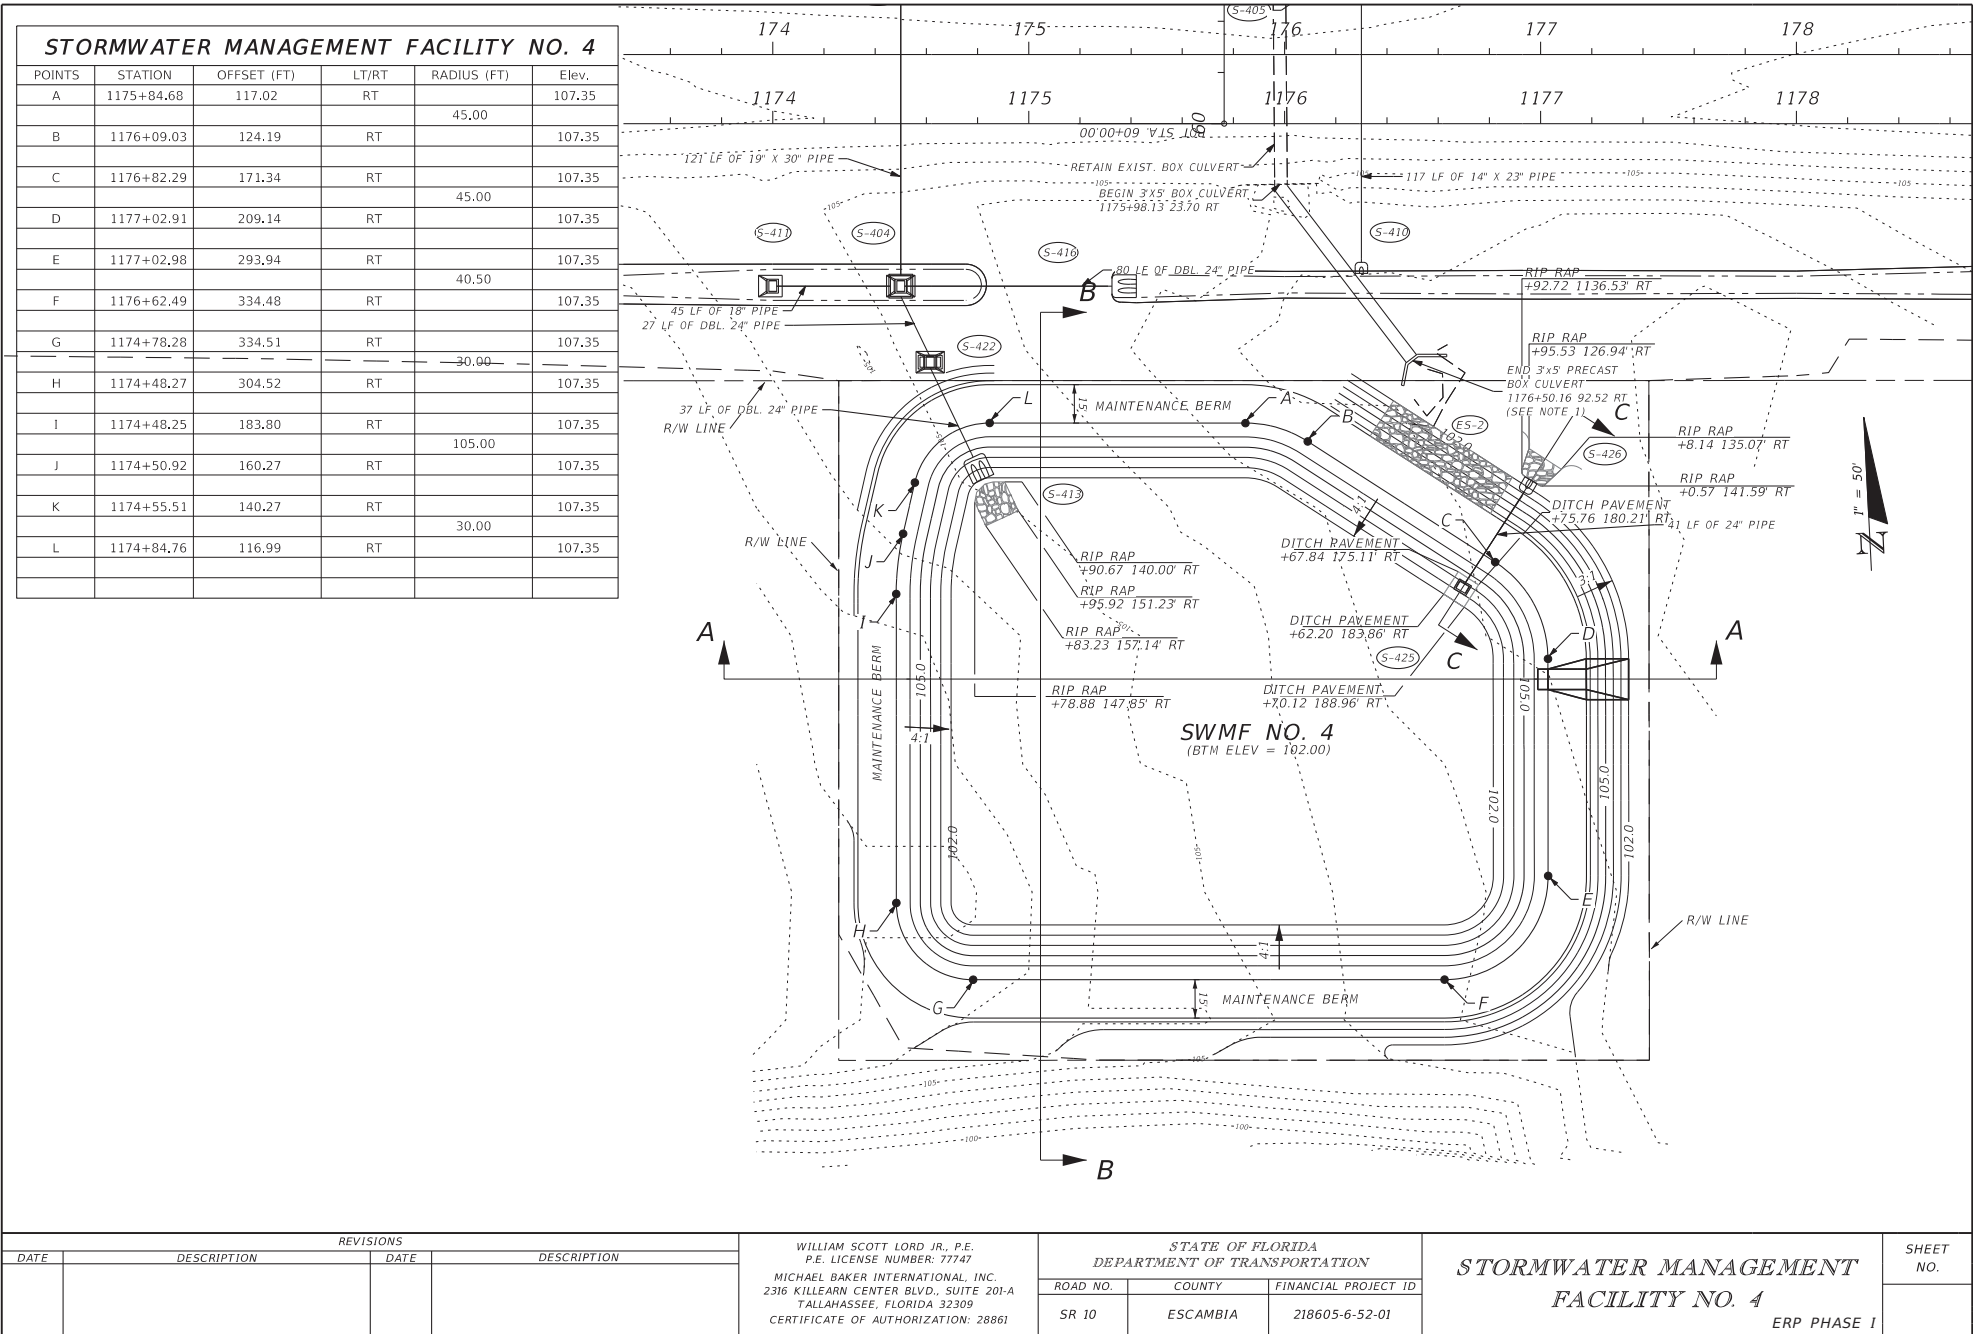 STORMWATER MANAGEMENT FACILITY NO. 4
POINTS STATION OFFSET (FT) LT/RT RADIUS (FT) Elev.
A 1175+84.68 117.02 RT 107.35
45.00
B 1176+09.03 124.19 RT 107.35
C 1176+82.29 171.34 RT 107.35
45.00
D 1177+02.91 209.14 RT 107.35
E 1177+02.98 293.94 RT 107.35
40.50
F 1176+62.49 334.48 RT 107.35
G 1174+78.28 334.51 RT 107.35
30.00
H 1174+48.27 304.52 RT 107.35
I 1174+48.25 183.80 RT 107.35
105.00
J 1174+50.92 160.27 RT 107.35
K 1174+55.51 140.27 RT 107.35
30.00
L 1174+84.76 116.99 RT 107.35
S-405
174 175 176 177 178
1174 1175 1176 1177 1178
60
POT STA. 60+00.00
121 LF OF 19" X 30" PIPE
RETAIN EXIST. BOX CULVERT
BEGIN 3'X5' BOX CULVERT
1175+98.13 23.70 RT
117 LF OF 14" X 23" PIPE
-105-
-105-
-105-
-105-
-105-
S-411
S-404
S-416
S-410
80 LF OF DBL. 24" PIPE
B
45 LF OF 18" PIPE
27 LF OF DBL. 24" PIPE
S-422
-105-
RIP RAP
+92.72 1136.53' RT
RIP RAP
+95.53 126.94' RT
END 3'x5' PRECAST
BOX CULVERT
1176+50.16 92.52 RT
(SEE NOTE 1)
C
37 LF OF DBL. 24" PIPE
R/W LINE
L
15'
MAINTENANCE BERM
A
B
102.0
ES-2
RIP RAP
+8.14 135.07' RT
S-426
RIP RAP
+0.57 141.59' RT
-105-
S-413
K
J
I
R/W LINE
4:1
C
DITCH PAVEMENT
+75.76 180.21' RT
41 LF OF 24" PIPE
DITCH PAVEMENT
+67.84 175.11' RT
RIP RAP
+90.67 140.00' RT
RIP RAP
+95.92 151.23' RT
RIP RAP
+83.23 157.14' RT
-105-
3:1
DITCH PAVEMENT
+62.20 183.86' RT
S-425
C
D
A
A
RIP RAP
+78.88 147.85' RT
DITCH PAVEMENT
+70.12 188.96' RT
SWMF NO. 4
(BTM ELEV = 102.00)
MAINTENANCE BERM
105.0
4:1
102.0
105.0
102.0
105.0
102.0
-105-
N
1" = 50'
H
E
R/W LINE
4:1
G
15'
MAINTENANCE BERM
F
-105-
-105-
-100-
-100-
B
REVISIONS
DATE DESCRIPTION DATE DESCRIPTION
WILLIAM SCOTT LORD JR., P.E.
P.E. LICENSE NUMBER: 77747
MICHAEL BAKER INTERNATIONAL, INC.
2316 KILLEARN CENTER BLVD., SUITE 201-A
TALLAHASSEE, FLORIDA 32309
CERTIFICATE OF AUTHORIZATION: 28861
STATE OF FLORIDA
DEPARTMENT OF TRANSPORTATION
ROAD NO. COUNTY FINANCIAL PROJECT ID
SR 10 ESCAMBIA 218605-6-52-01
STORMWATER MANAGEMENT
FACILITY NO. 4
ERP PHASE I
SHEET
NO.